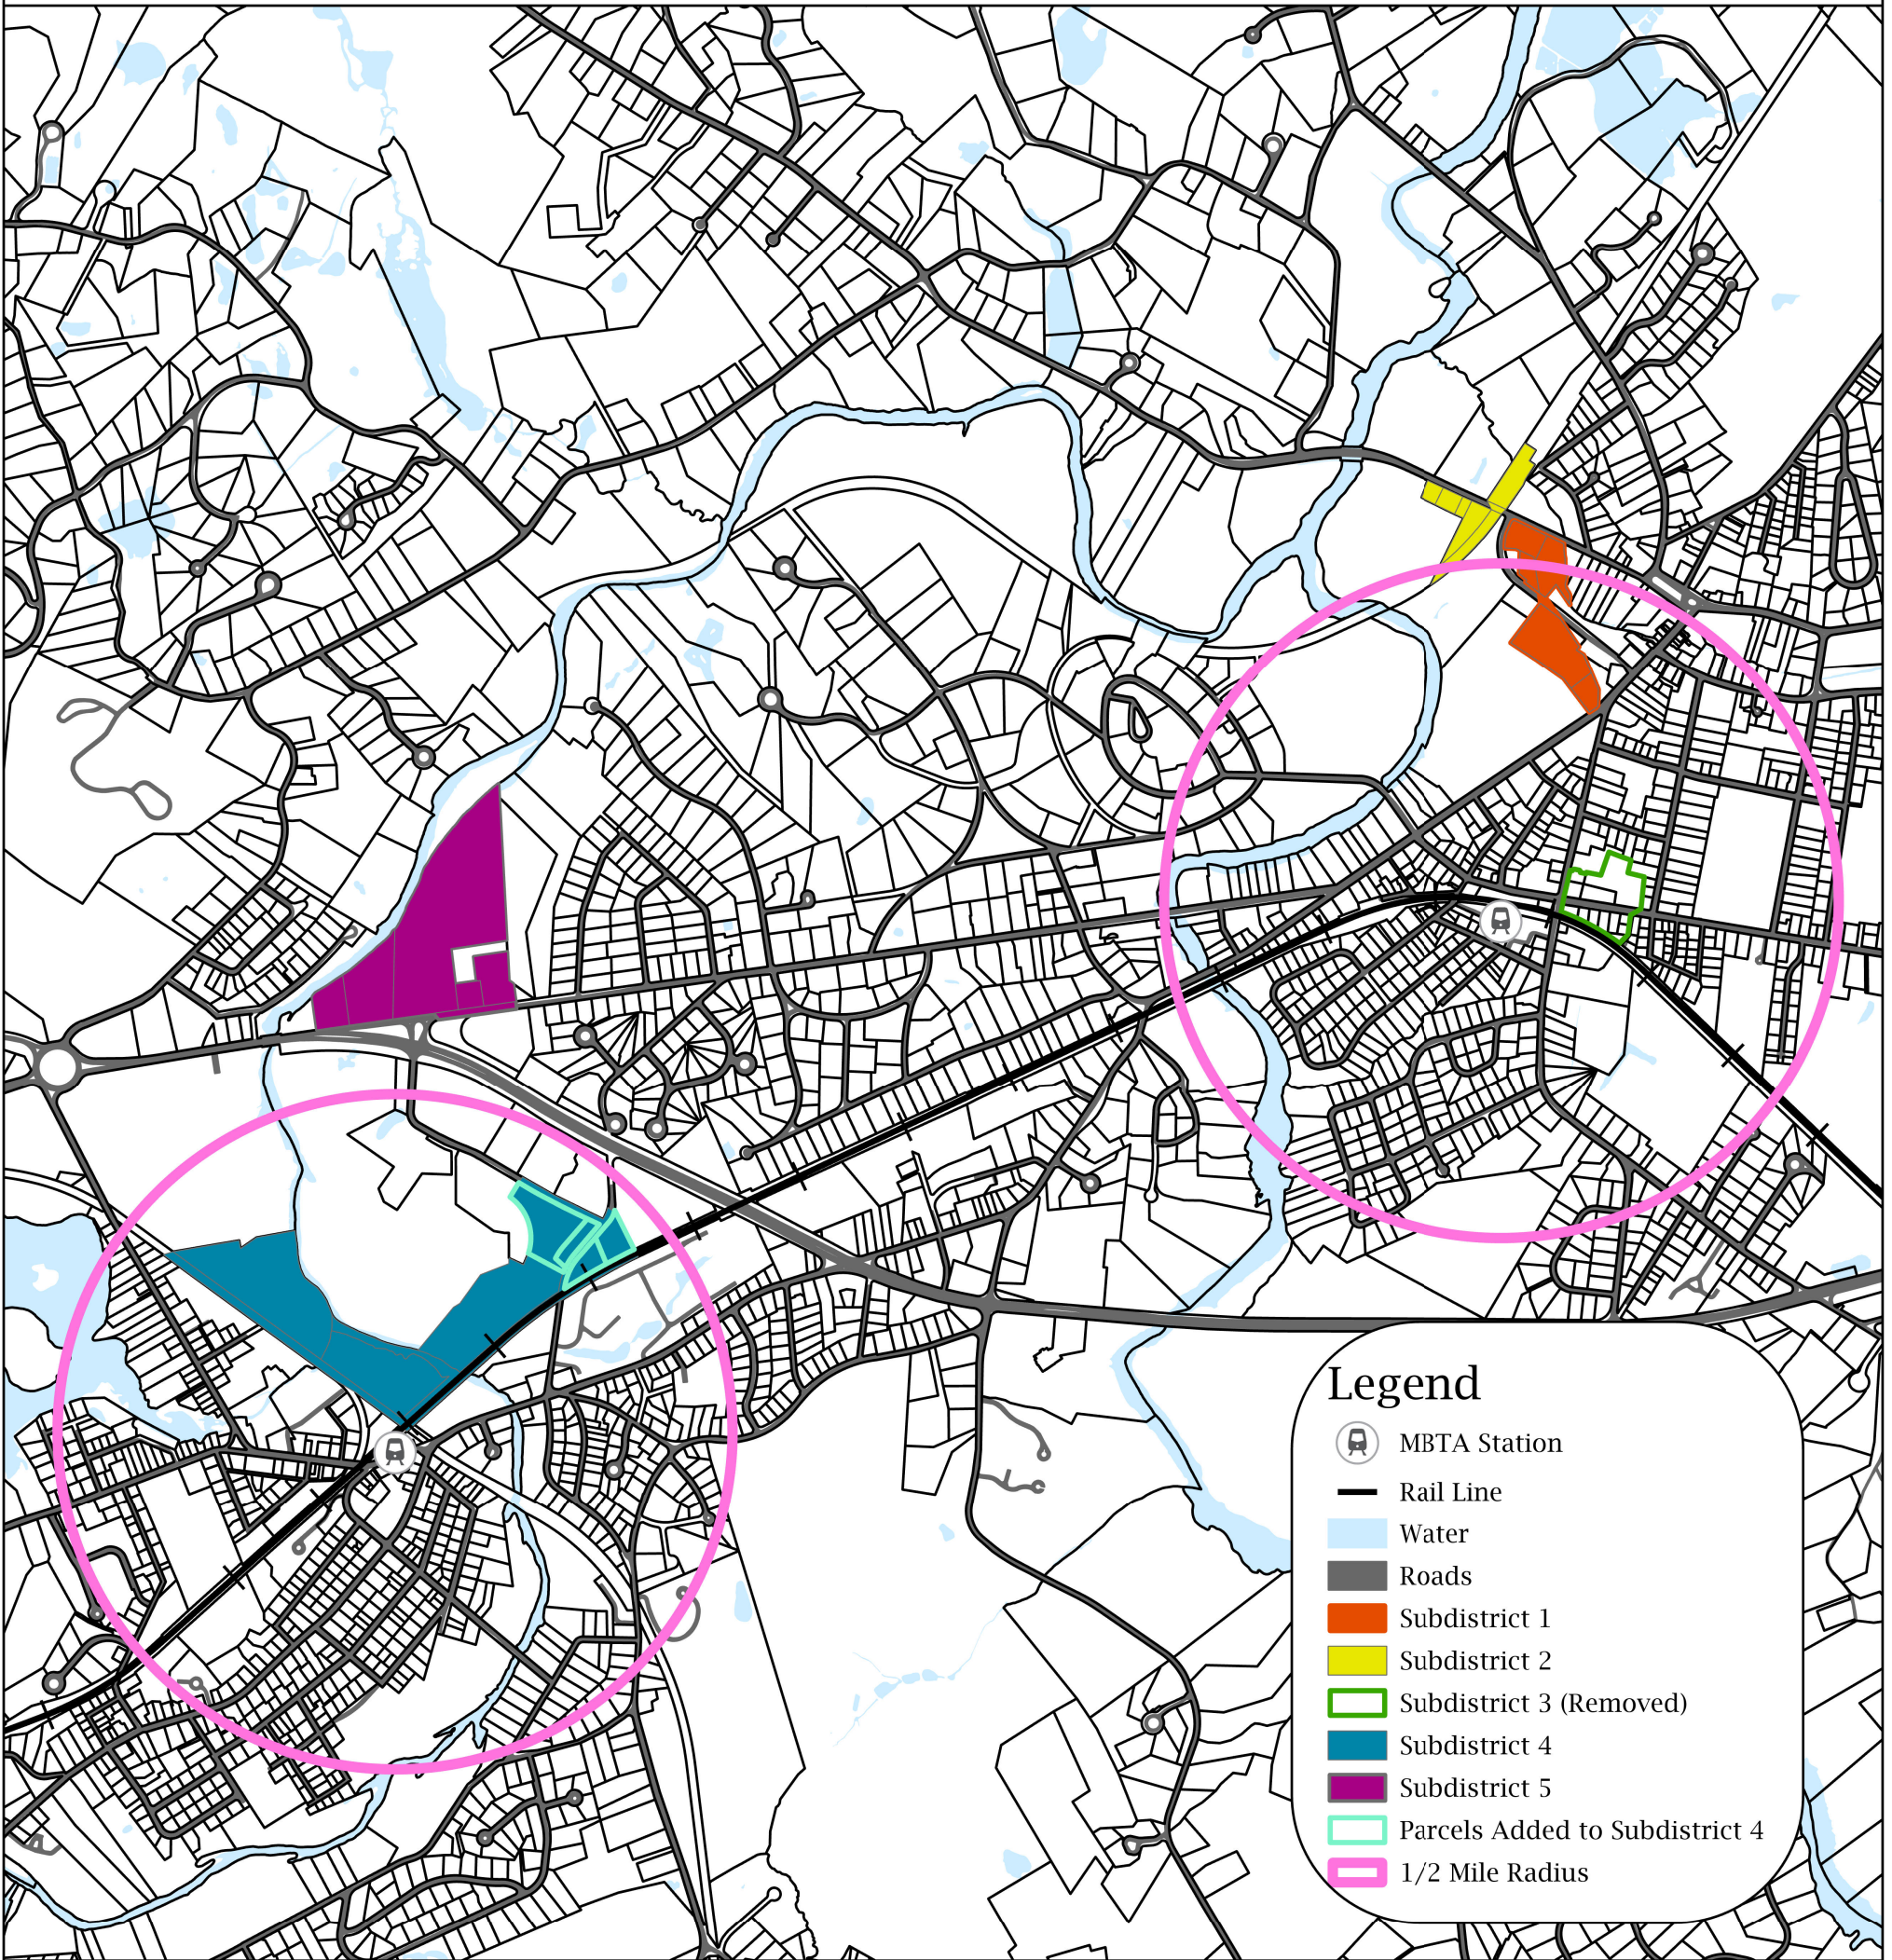 Legend
MBTA Station
Rail Line
Water
Roads
Subdistrict 1
Subdistrict 2
Subdistrict 3 (Removed)
Subdistrict 4
Subdistrict 5
Parcels Added to Subdistrict 4
1/2 Mile Radius